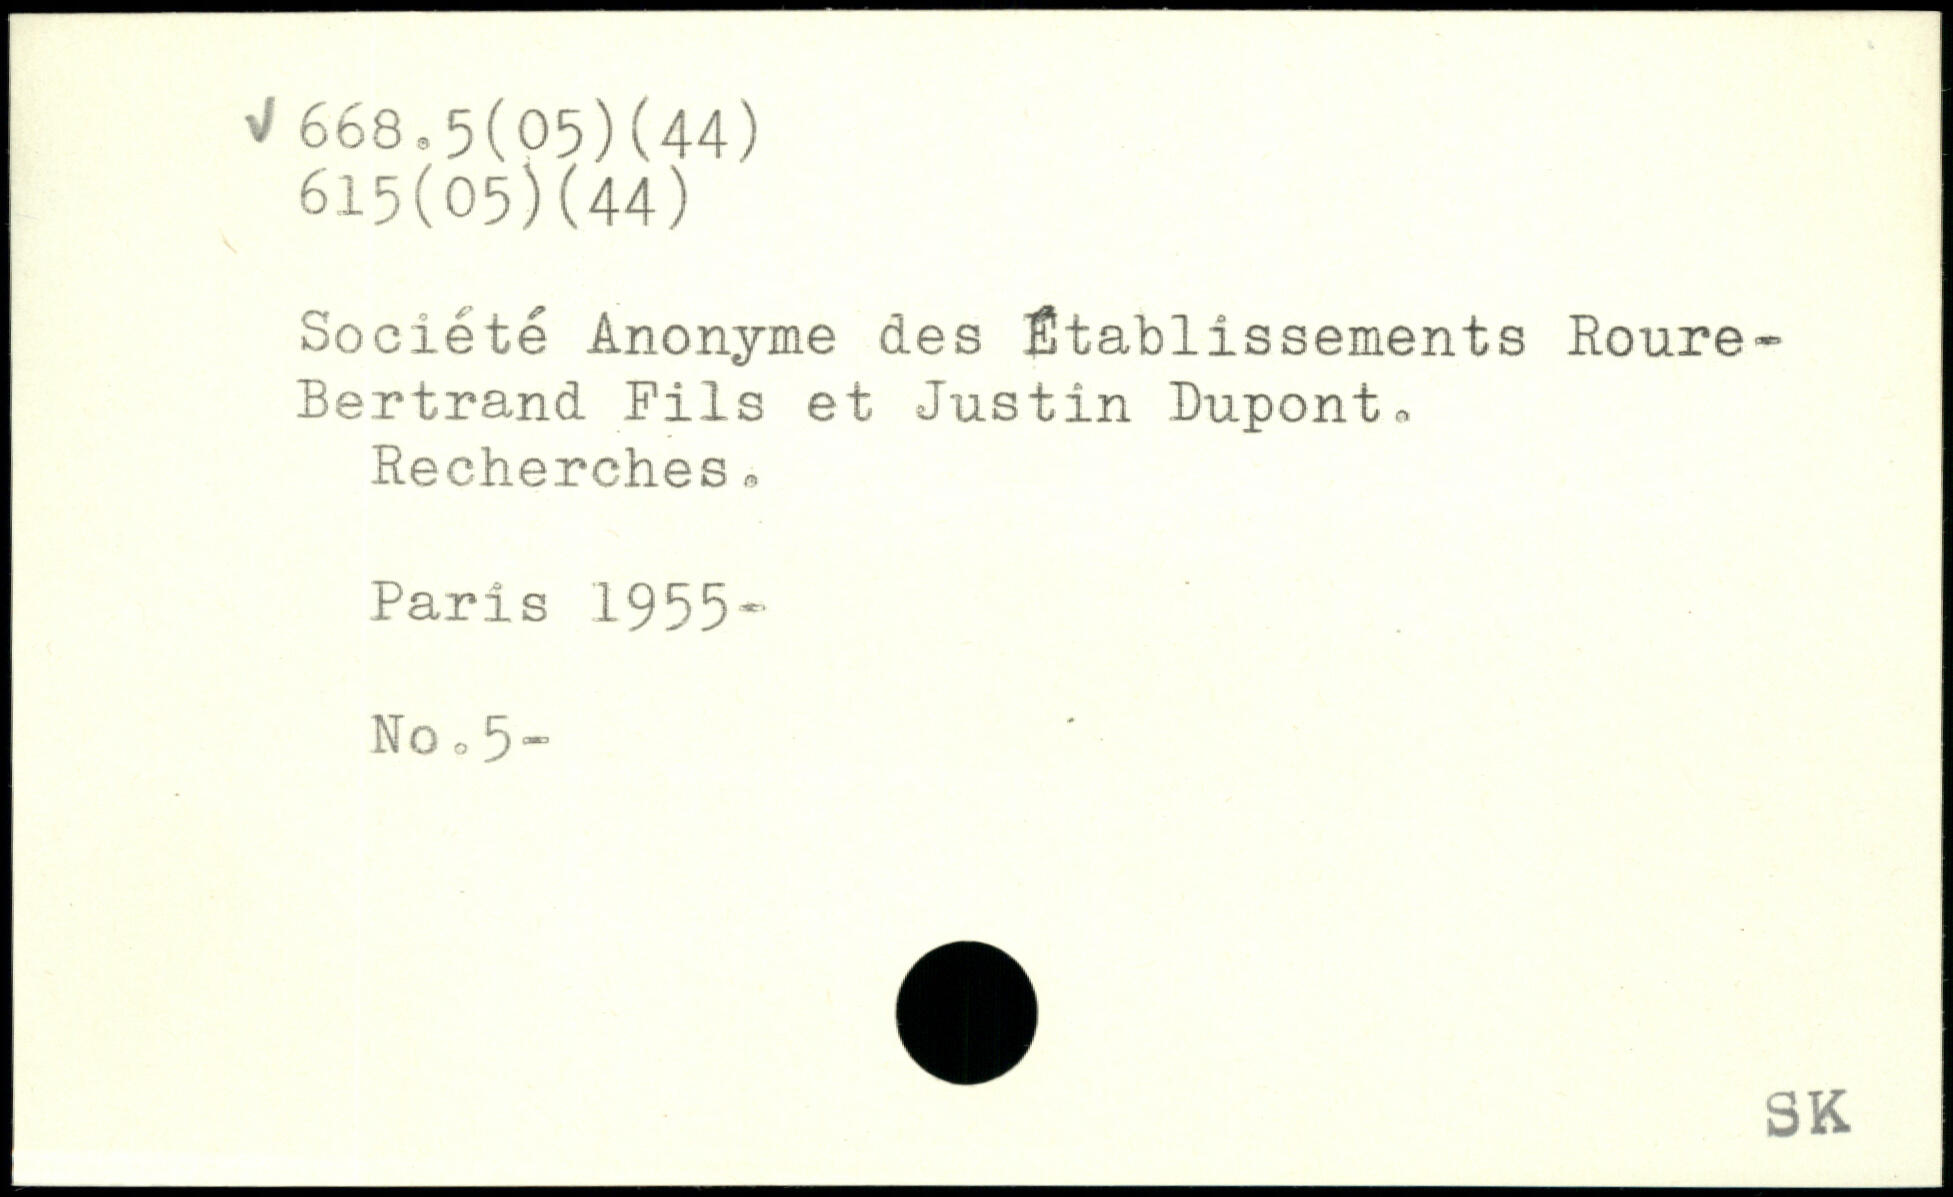 ✓ 668.5(05)(44)
615(05)(44)
Société Anonyme des Établissements Roure-
Bertrand Fils et Justin Dupont.
Recherches.
Paris 1955-
No.5-
SK